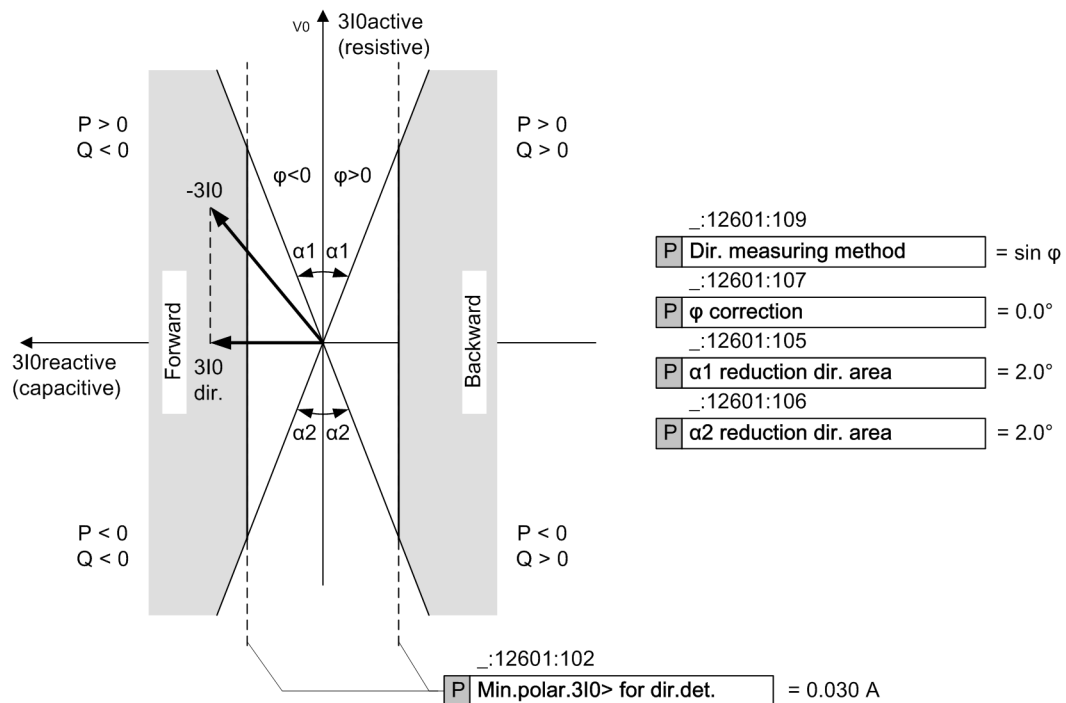 V0
3I0active
(resistive)
P > 0
Q < 0
P > 0
Q > 0
φ<0
φ>0
-3I0
α1
α1
Forward
Backward
3I0reactive
(capacitive)
3I0
dir.
α2
α2
P < 0
Q < 0
P < 0
Q > 0
_:12601:109
P Dir. measuring method = sin φ
_:12601:107
P φ correction = 0.0°
_:12601:105
P α1 reduction dir. area = 2.0°
_:12601:106
P α2 reduction dir. area = 2.0°
_:12601:102
P Min.polar.3I0> for dir.det. = 0.030 A